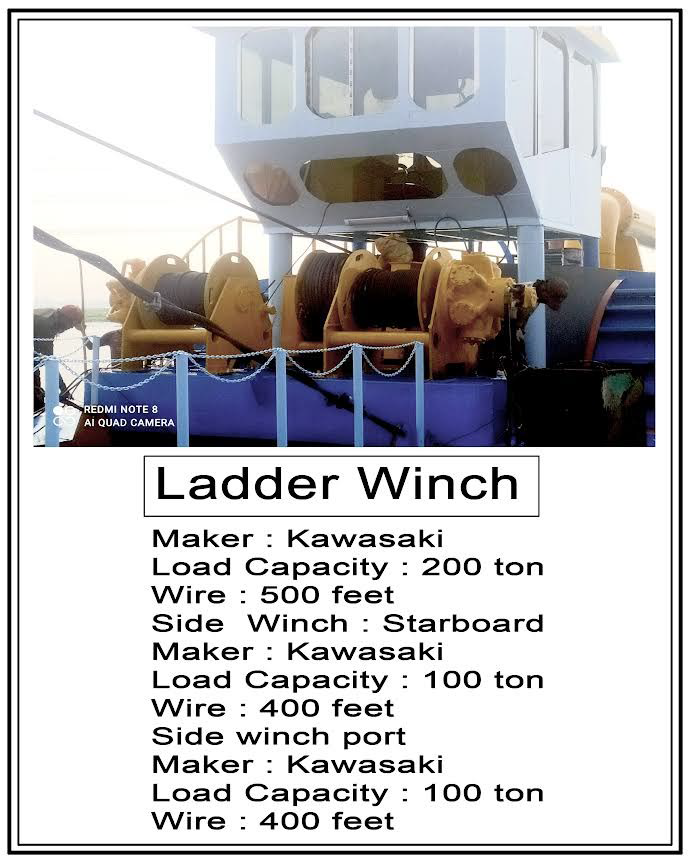 REDMI NOTE 8
AI QUAD CAMERA
Ladder Winch
Maker : Kawasaki
Load Capacity : 200 ton
Wire : 500 feet
Side  Winch : Starboard
Maker : Kawasaki
Load Capacity : 100 ton
Wire : 400 feet
Side winch port
Maker : Kawasaki
Load Capacity : 100 ton
Wire : 400 feet